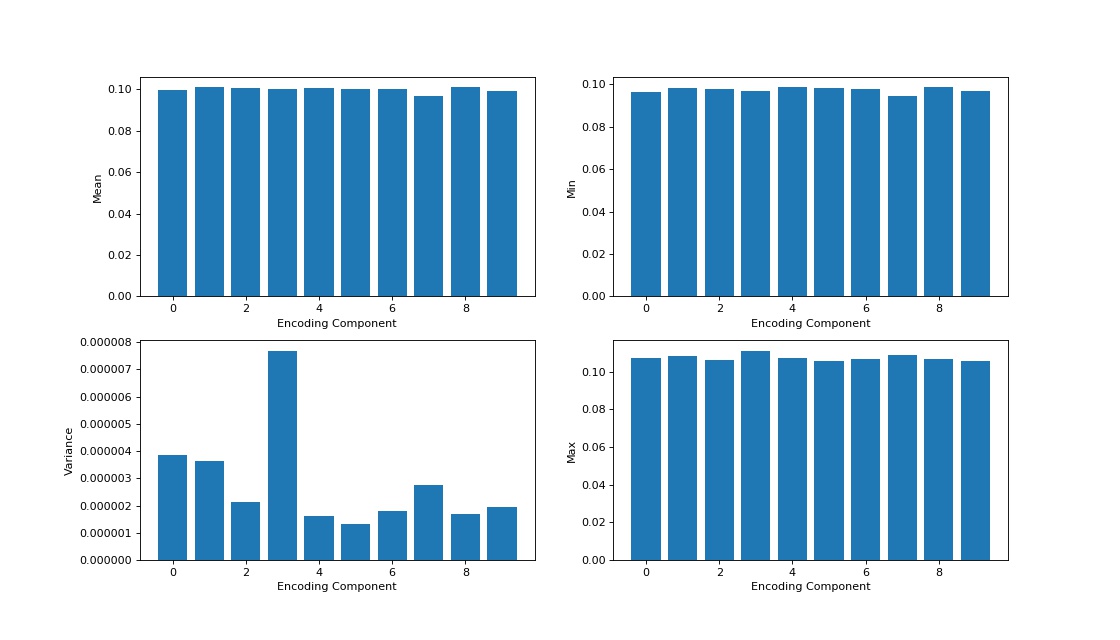 0.10
0.08
0.06
0.04
0.02
0.00
Mean
0 2 4 6 8
Encoding Component
0.10
0.08
0.06
0.04
0.02
0.00
Min
0 2 4 6 8
Encoding Component
0.000008
0.000007
0.000006
0.000005
0.000004
0.000003
0.000002
0.000001
0.000000
Variance
0 2 4 6 8
Encoding Component
0.10
0.08
0.06
0.04
0.02
0.00
Max
0 2 4 6 8
Encoding Component